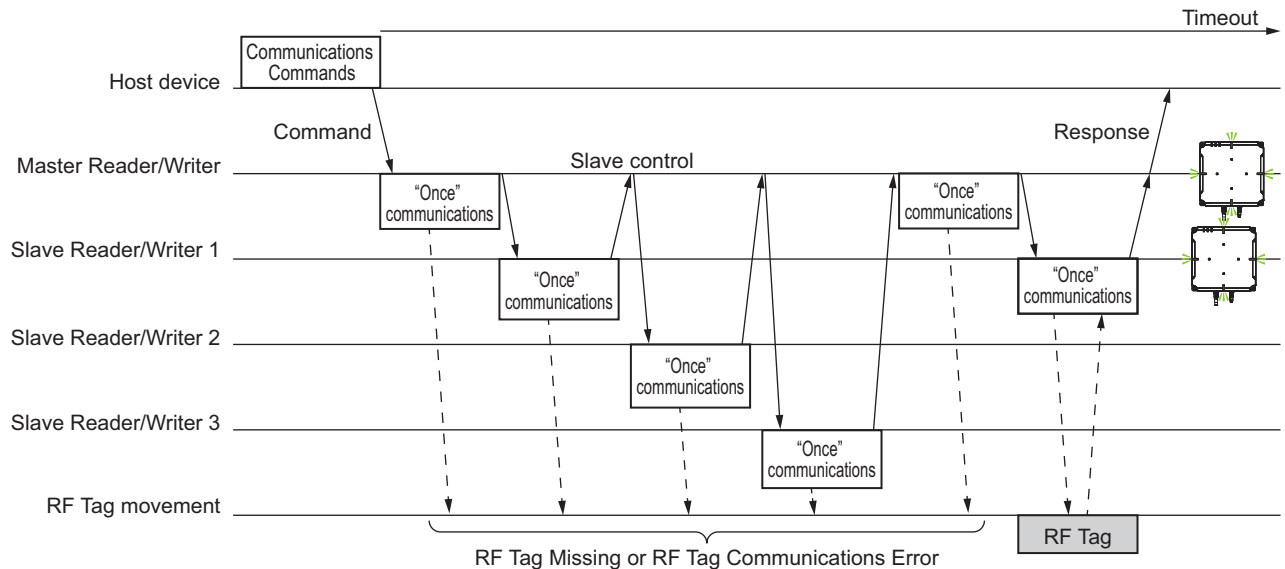 Timeout
Communications
Commands
Host device
Command
Response
Master Reader/Writer
Slave control
“Once”
communications
“Once”
communications
Slave Reader/Writer 1
“Once”
communications
“Once”
communications
Slave Reader/Writer 2
“Once”
communications
Slave Reader/Writer 3
“Once”
communications
RF Tag movement
RF Tag
RF Tag Missing or RF Tag Communications Error